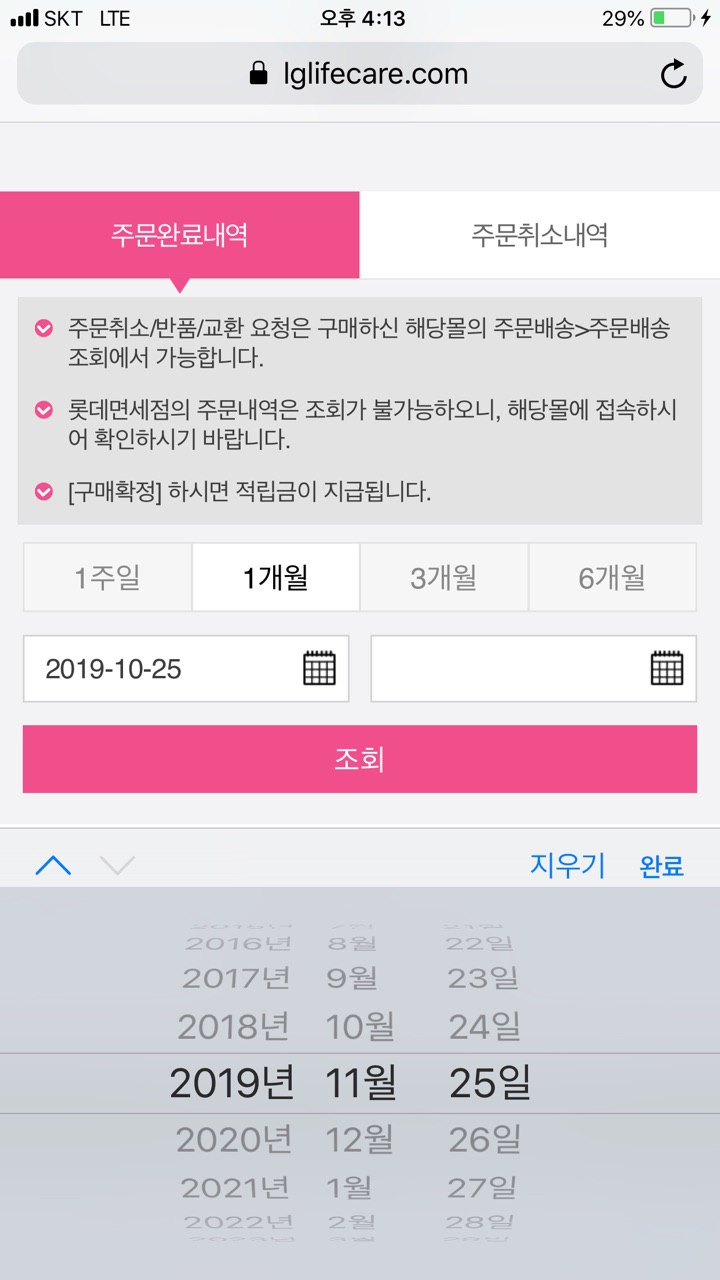 SKT LTE 오후 4:13 29%
lglifecare.com
주문완료내역 주문취소내역
주문취소/반품/교환 요청은 구매하신 해당몰의 주문배송>주문배송
조회에서 가능합니다.
롯데면세점의 주문내역은 조회가 불가능하오니, 해당몰에 접속하시
어 확인하시기 바랍니다.
[구매확정] 하시면 적립금이 지급됩니다.
1주일 1개월 3개월 6개월
2019-10-25
조회
지우기 완료
2016년 8월 22일
2017년 9월 23일
2018년 10월 24일
2019년 11월 25일
2020년 12월 26일
2021년 1월 27일
2022년 2월 28일